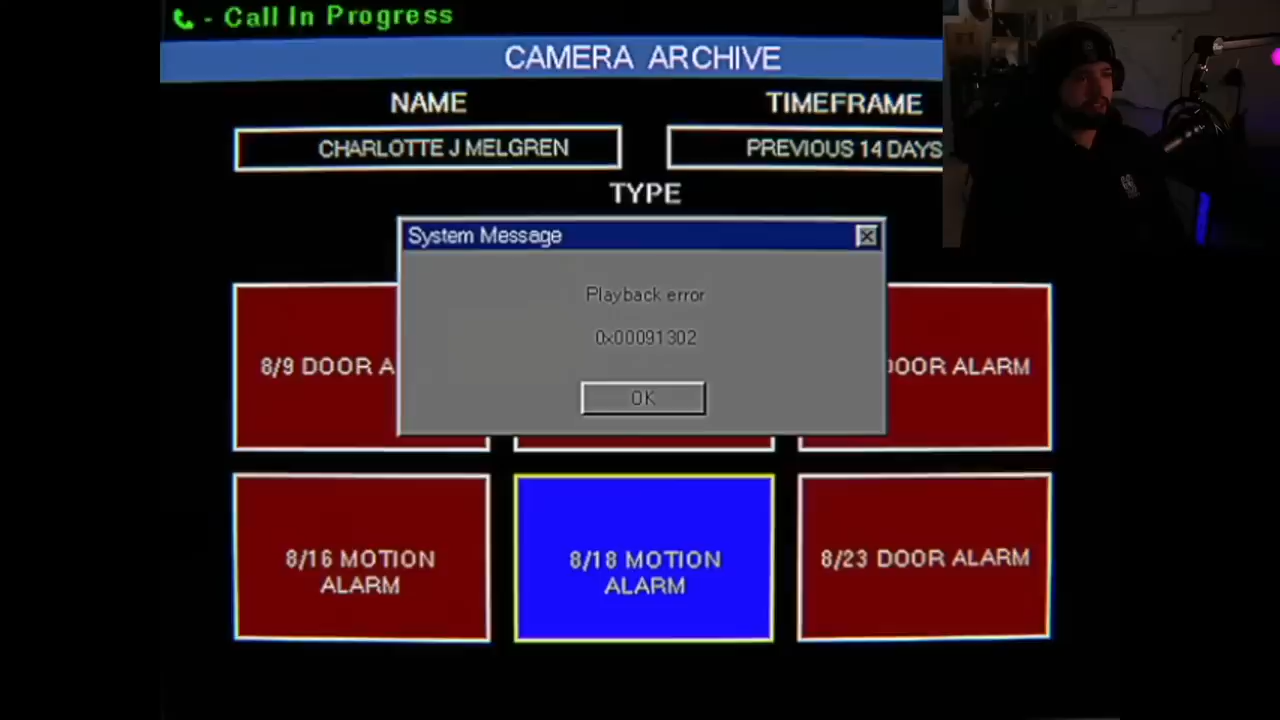 - Call In Progress
CAMERA ARCHIVE
NAME
TIMEFRAME
CHARLOTTE J MELGREN
PREVIOUS 14 DAYS
TYPE
System Message
Playback error
0x00091302
OK
8/9 DOOR A
DOOR ALARM
8/16 MOTION
ALARM
8/18 MOTION
ALARM
8/23 DOOR ALARM